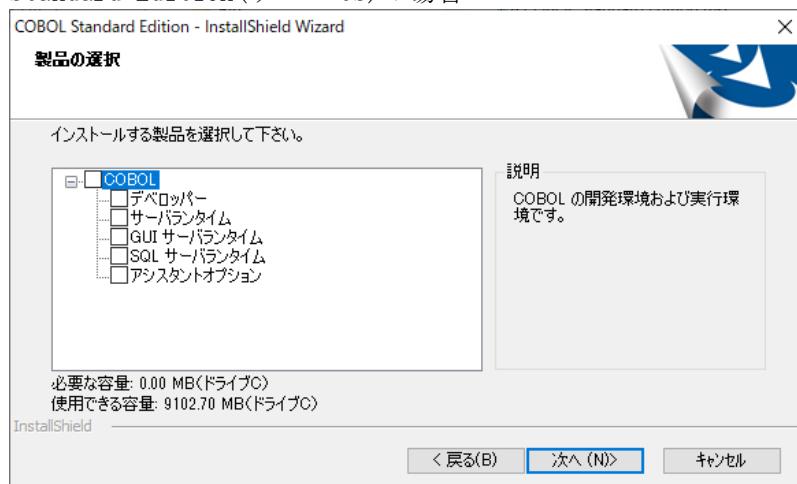 COBOL Standard Edition - InstallShield Wizard
製品の選択
インストールする製品を選択して下さい。
COBOL
デベロッパー
サーバランタイム
GUI サーバランタイム
SQL サーバランタイム
アシスタントオプション
説明
COBOL の開発環境および実行環
境です。
必要な容量: 0.00 MB(ドライブC)
使用できる容量: 9102.70 MB(ドライブC)
InstallShield
< 戻る(B)
次へ (N)>
キャンセル